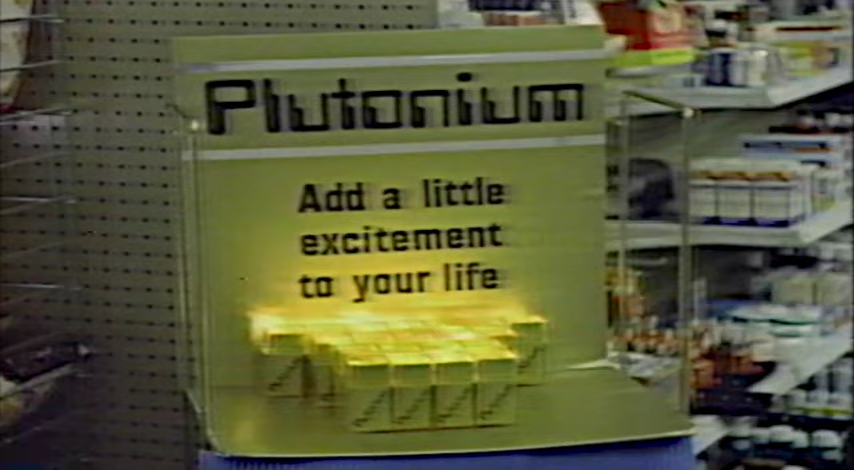 Plutonium
Add a little
excitement
to your life